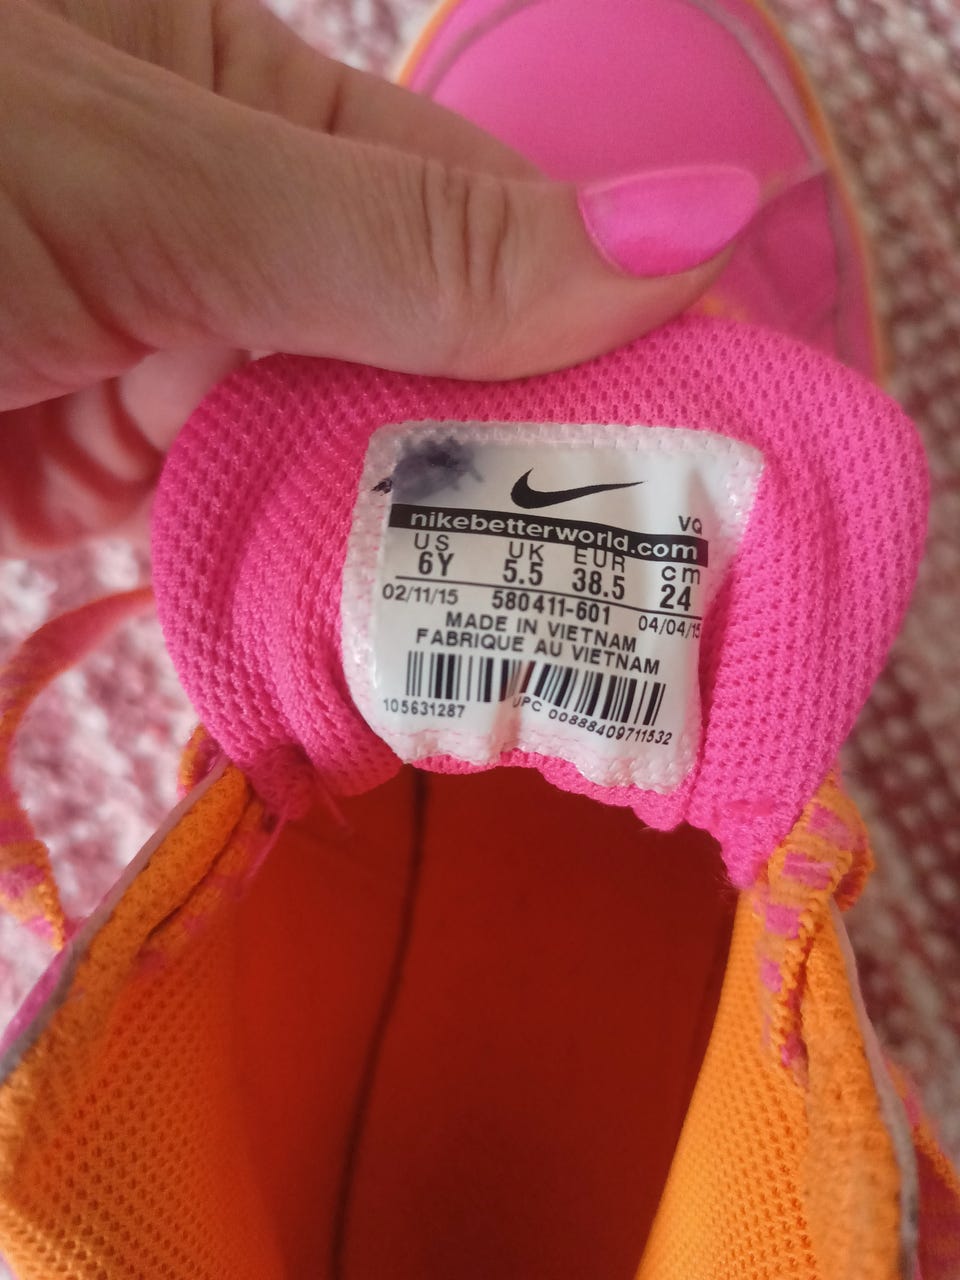 VQ
nikebetterworld.com
US UK EUR cm
6Y 5.5 38.5 24
02/11/15 580411-601 04/04/15
MADE IN VIETNAM
FABRIQUE AU VIETNAM
105631287 UPC 00888409711532